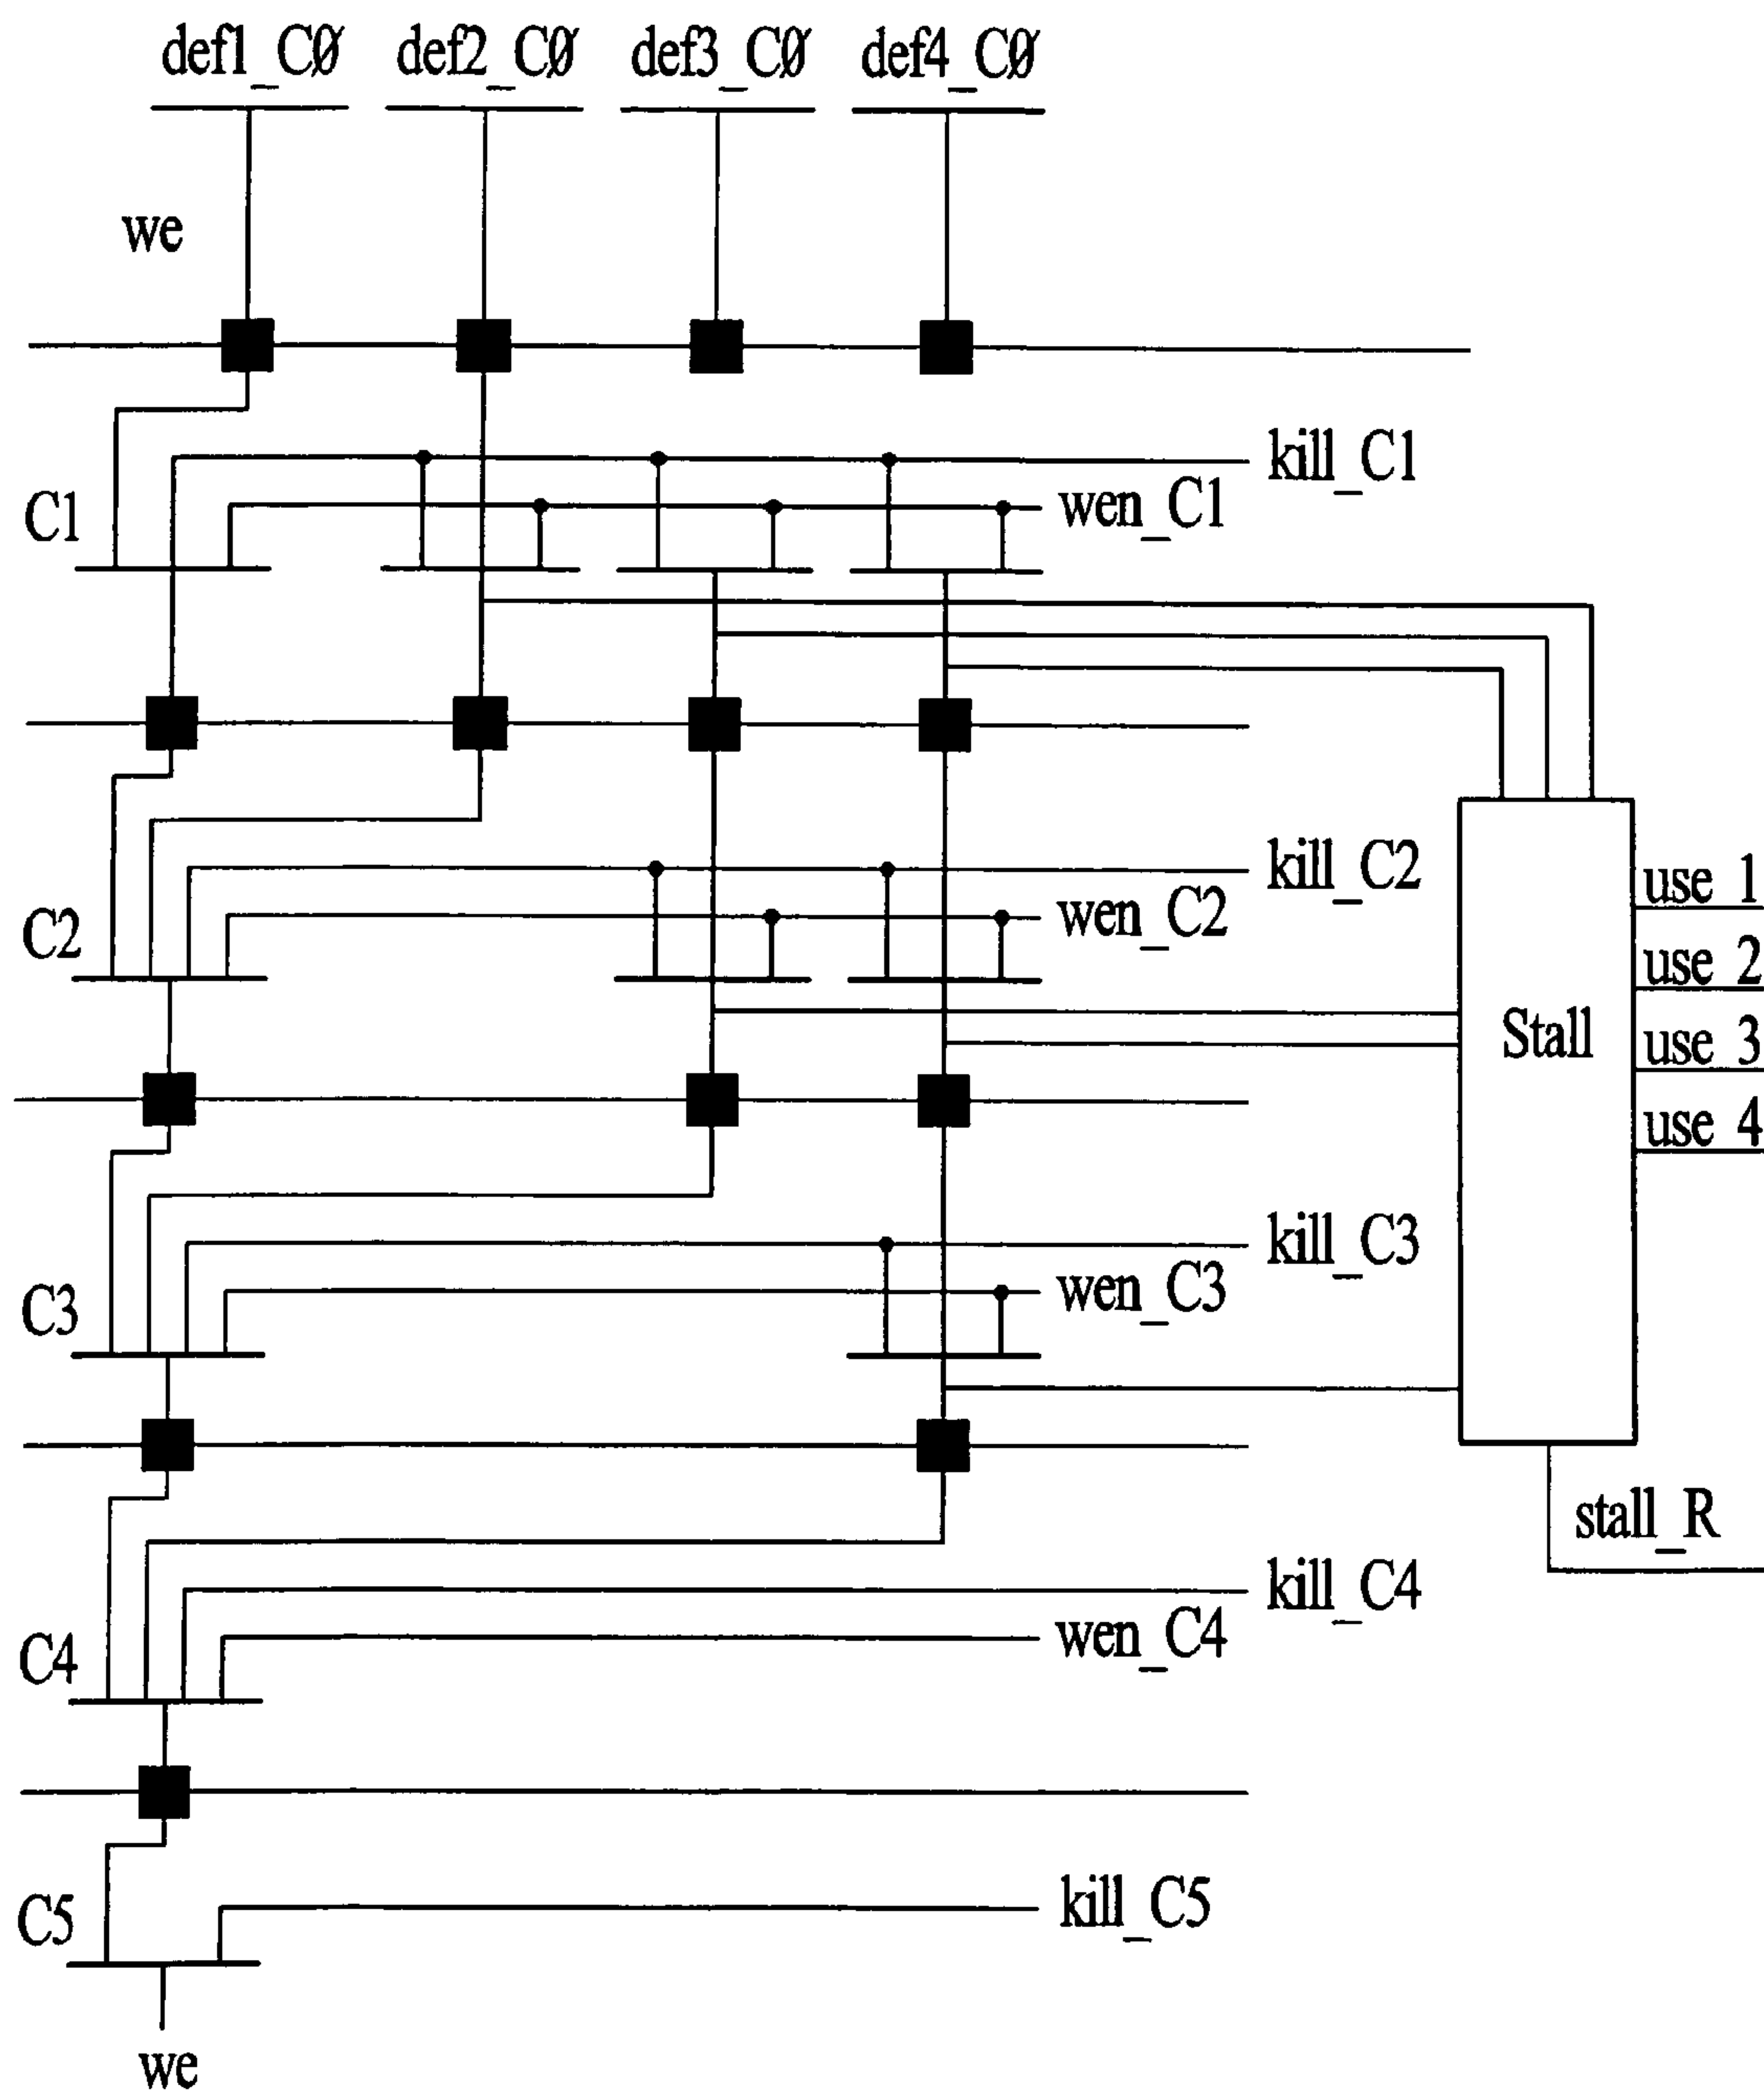 def1_CØ def2_CØ def3_CØ def4_CØ
we
kill_C1
wen_C1
C1
kill_C2
use 1
wen_C2
C2
use 2
Stall
use 3
use 4
kill_C3
wen_C3
C3
stall_R
kill_C4
wen_C4
C4
kill_C5
C5
we